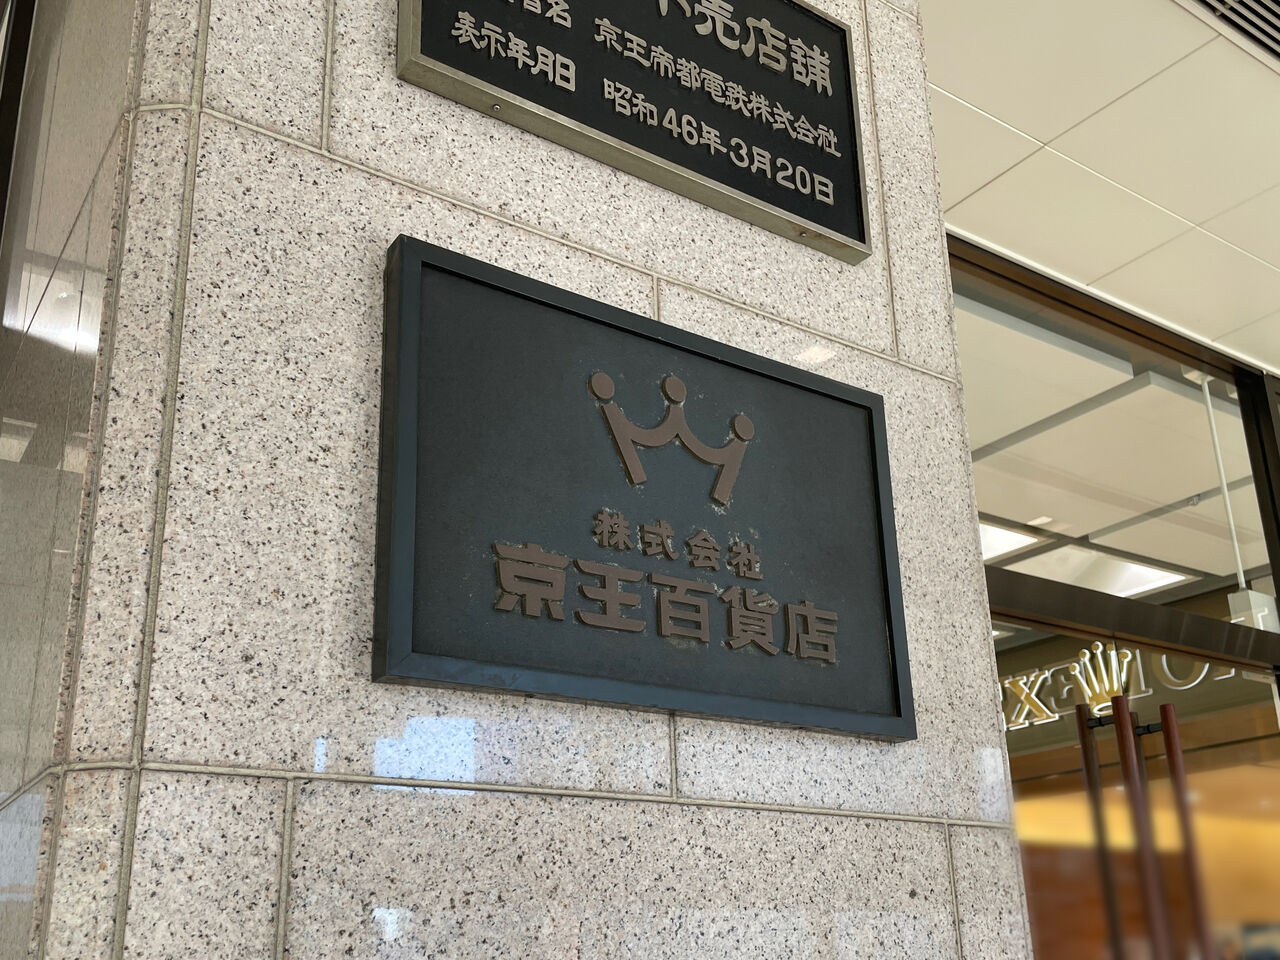 売店舗
者名 京王帝都電鉄株式会社
表示年月日 昭和46年3月20日
株式会社
京王百貨店